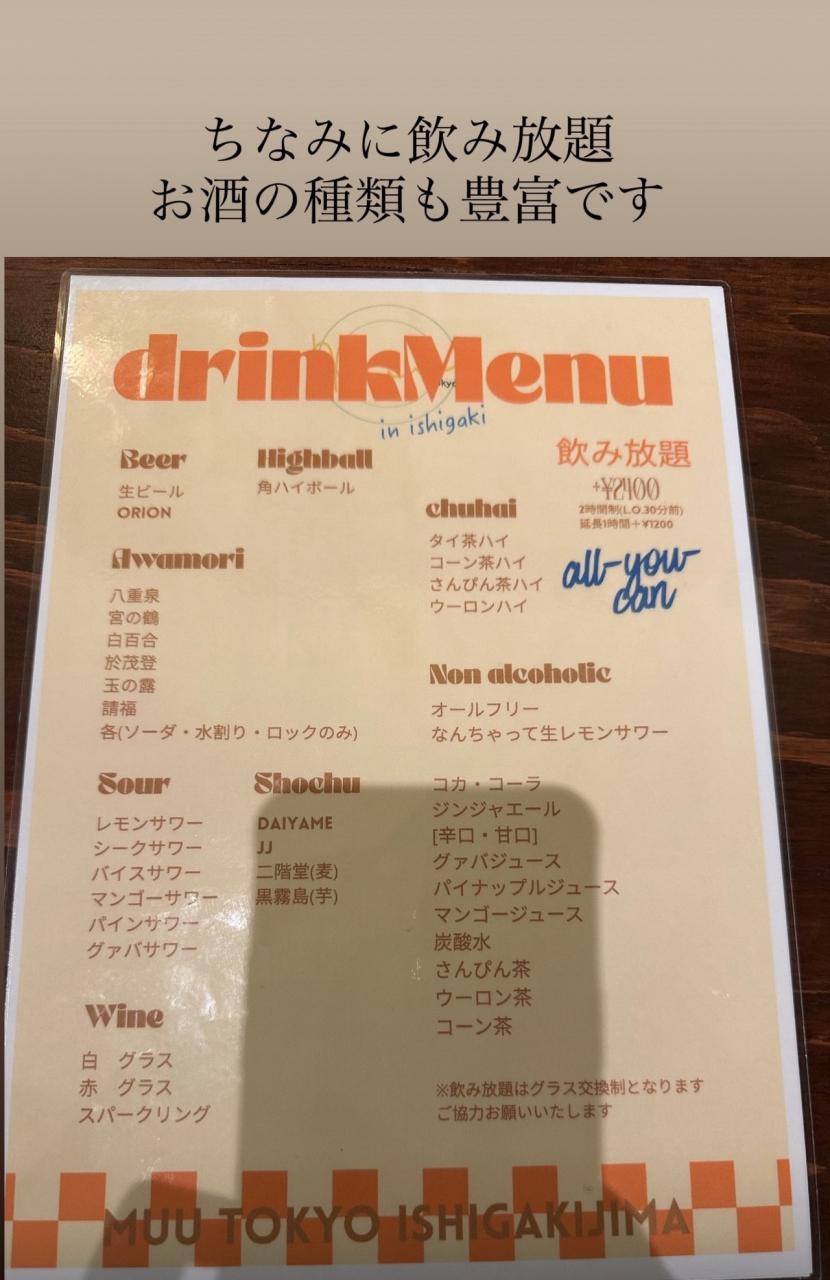 ちなみに飲み放題
お酒の種類も豊富です
drinkMenu
in ishigaki
Beer
生ビール
ORION
Highball
角ハイボール
飲み放題
+¥2400
2時間制(L.O.30分前)
延長1時間+¥1200
all-you-
can
chuhai
タイ茶ハイ
コーン茶ハイ
さんぴん茶ハイ
ウーロンハイ
Awamori
八重泉
宮の鶴
白百合
於茂登
玉の露
請福
各(ソーダ・水割り・ロックのみ)
Non alcoholic
オールフリー
なんちゃって生レモンサワー
コカ・コーラ
ジンジャエール
[辛口・甘口]
グァバジュース
パイナップルジュース
マンゴージュース
炭酸水
さんぴん茶
ウーロン茶
コーン茶
Sour
レモンサワー
シークサワー
バイスサワー
マンゴーサワー
パインサワー
グァバサワー
Shochu
DAIYAME
JJ
二階堂(麦)
黒霧島(芋)
Wine
白 グラス
赤 グラス
スパークリング
※飲み放題はグラス交換制となります
ご協力お願いいたします
MUU TOKYO ISHIGAKIJIMA